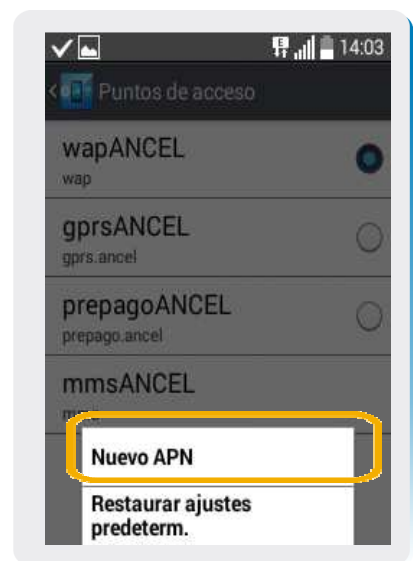 14:03
Puntos de acceso
wapANCEL
wap
gprsANCEL
gprs.ancel
prepagoANCEL
prepago.ancel
mmsANCEL
Nuevo APN
Restaurar ajustes
predeterm.